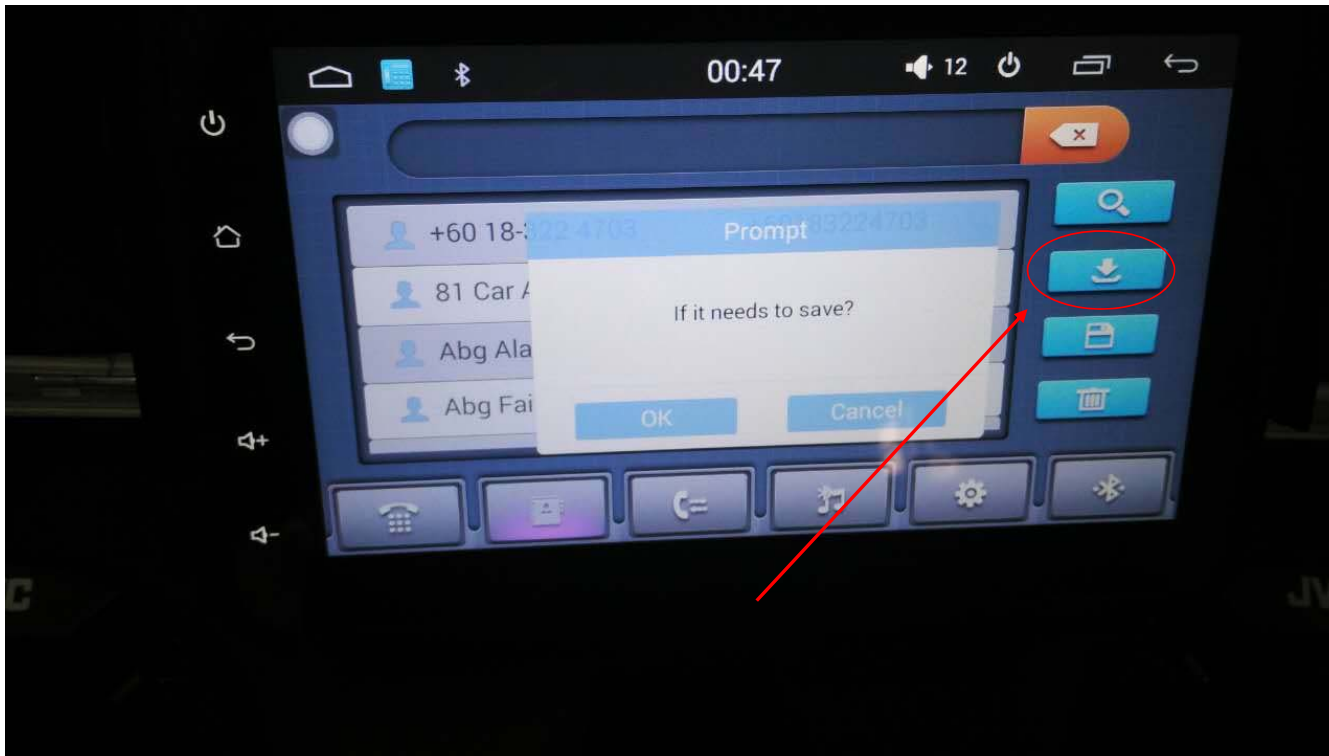 00:47
12
+60 18-322 4703
+60183224703
Prompt
81 Car
If it needs to save?
Abg Ala
Abg Fai
OK
Cancel